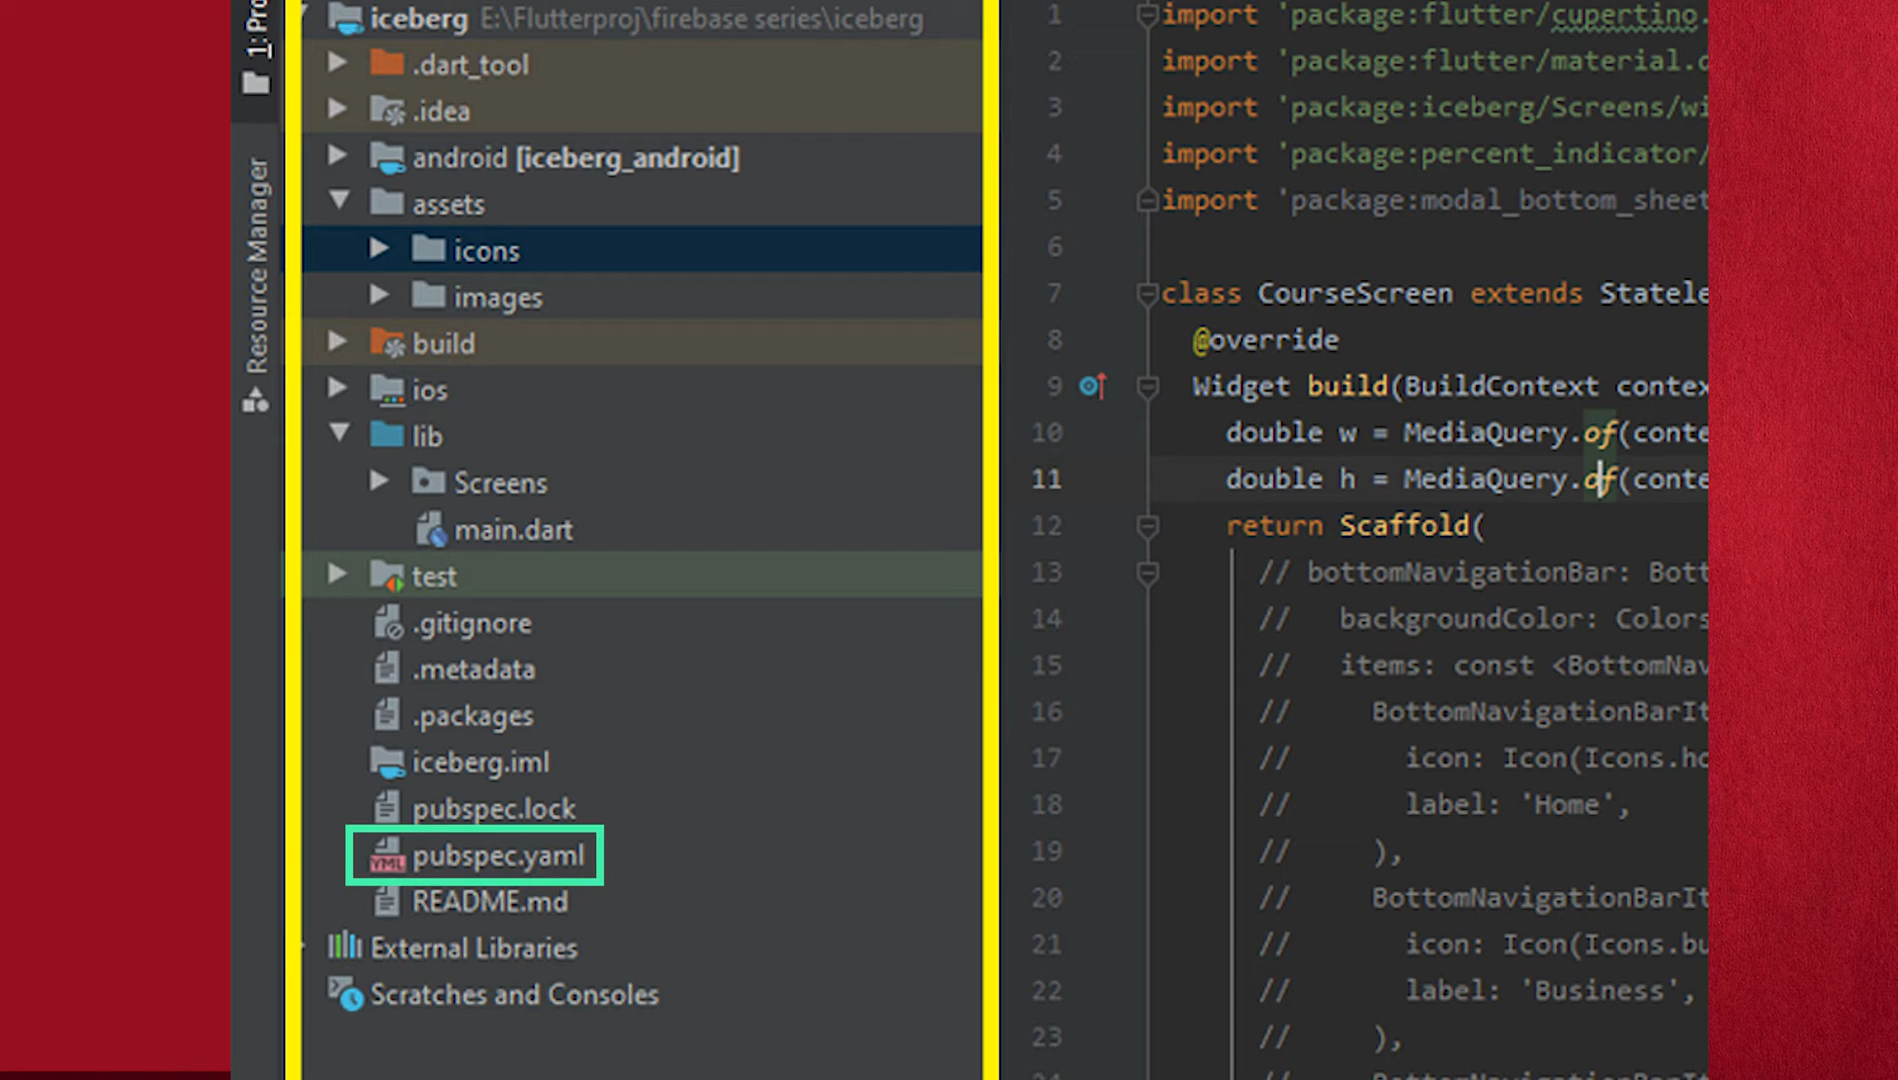 1: Pro
Resource Manager
iceberg E:\Flutterproj\firebase series\iceberg
.dart_tool
.idea
android [iceberg_android]
assets
icons
images
build
ios
lib
Screens
main.dart
test
.gitignore
.metadata
.packages
iceberg.iml
pubspec.lock
YML pubspec.yaml
README.md
External Libraries
Scratches and Consoles
1 import 'package:flutter/cupertino.
2 import 'package:flutter/material.d
3 import 'package:iceberg/Screens/wi
4 import 'package:percent_indicator/
5 import 'package:modal_bottom_sheet
6
7 class CourseScreen extends Statele
8 @override
9 Widget build(BuildContext contex
10 double w = MediaQuery.of(conte
11 double h = MediaQuery.of(conte
12 return Scaffold(
13 // bottomNavigationBar: Bott
14 // backgroundColor: Colors
15 // items: const <BottomNav
16 // BottomNavigationBarIt
17 // icon: Icon(Icons.ho
18 // label: 'Home',
19 // ),
20 // BottomNavigationBarIt
21 // icon: Icon(Icons.bu
22 // label: 'Business',
23 // ),